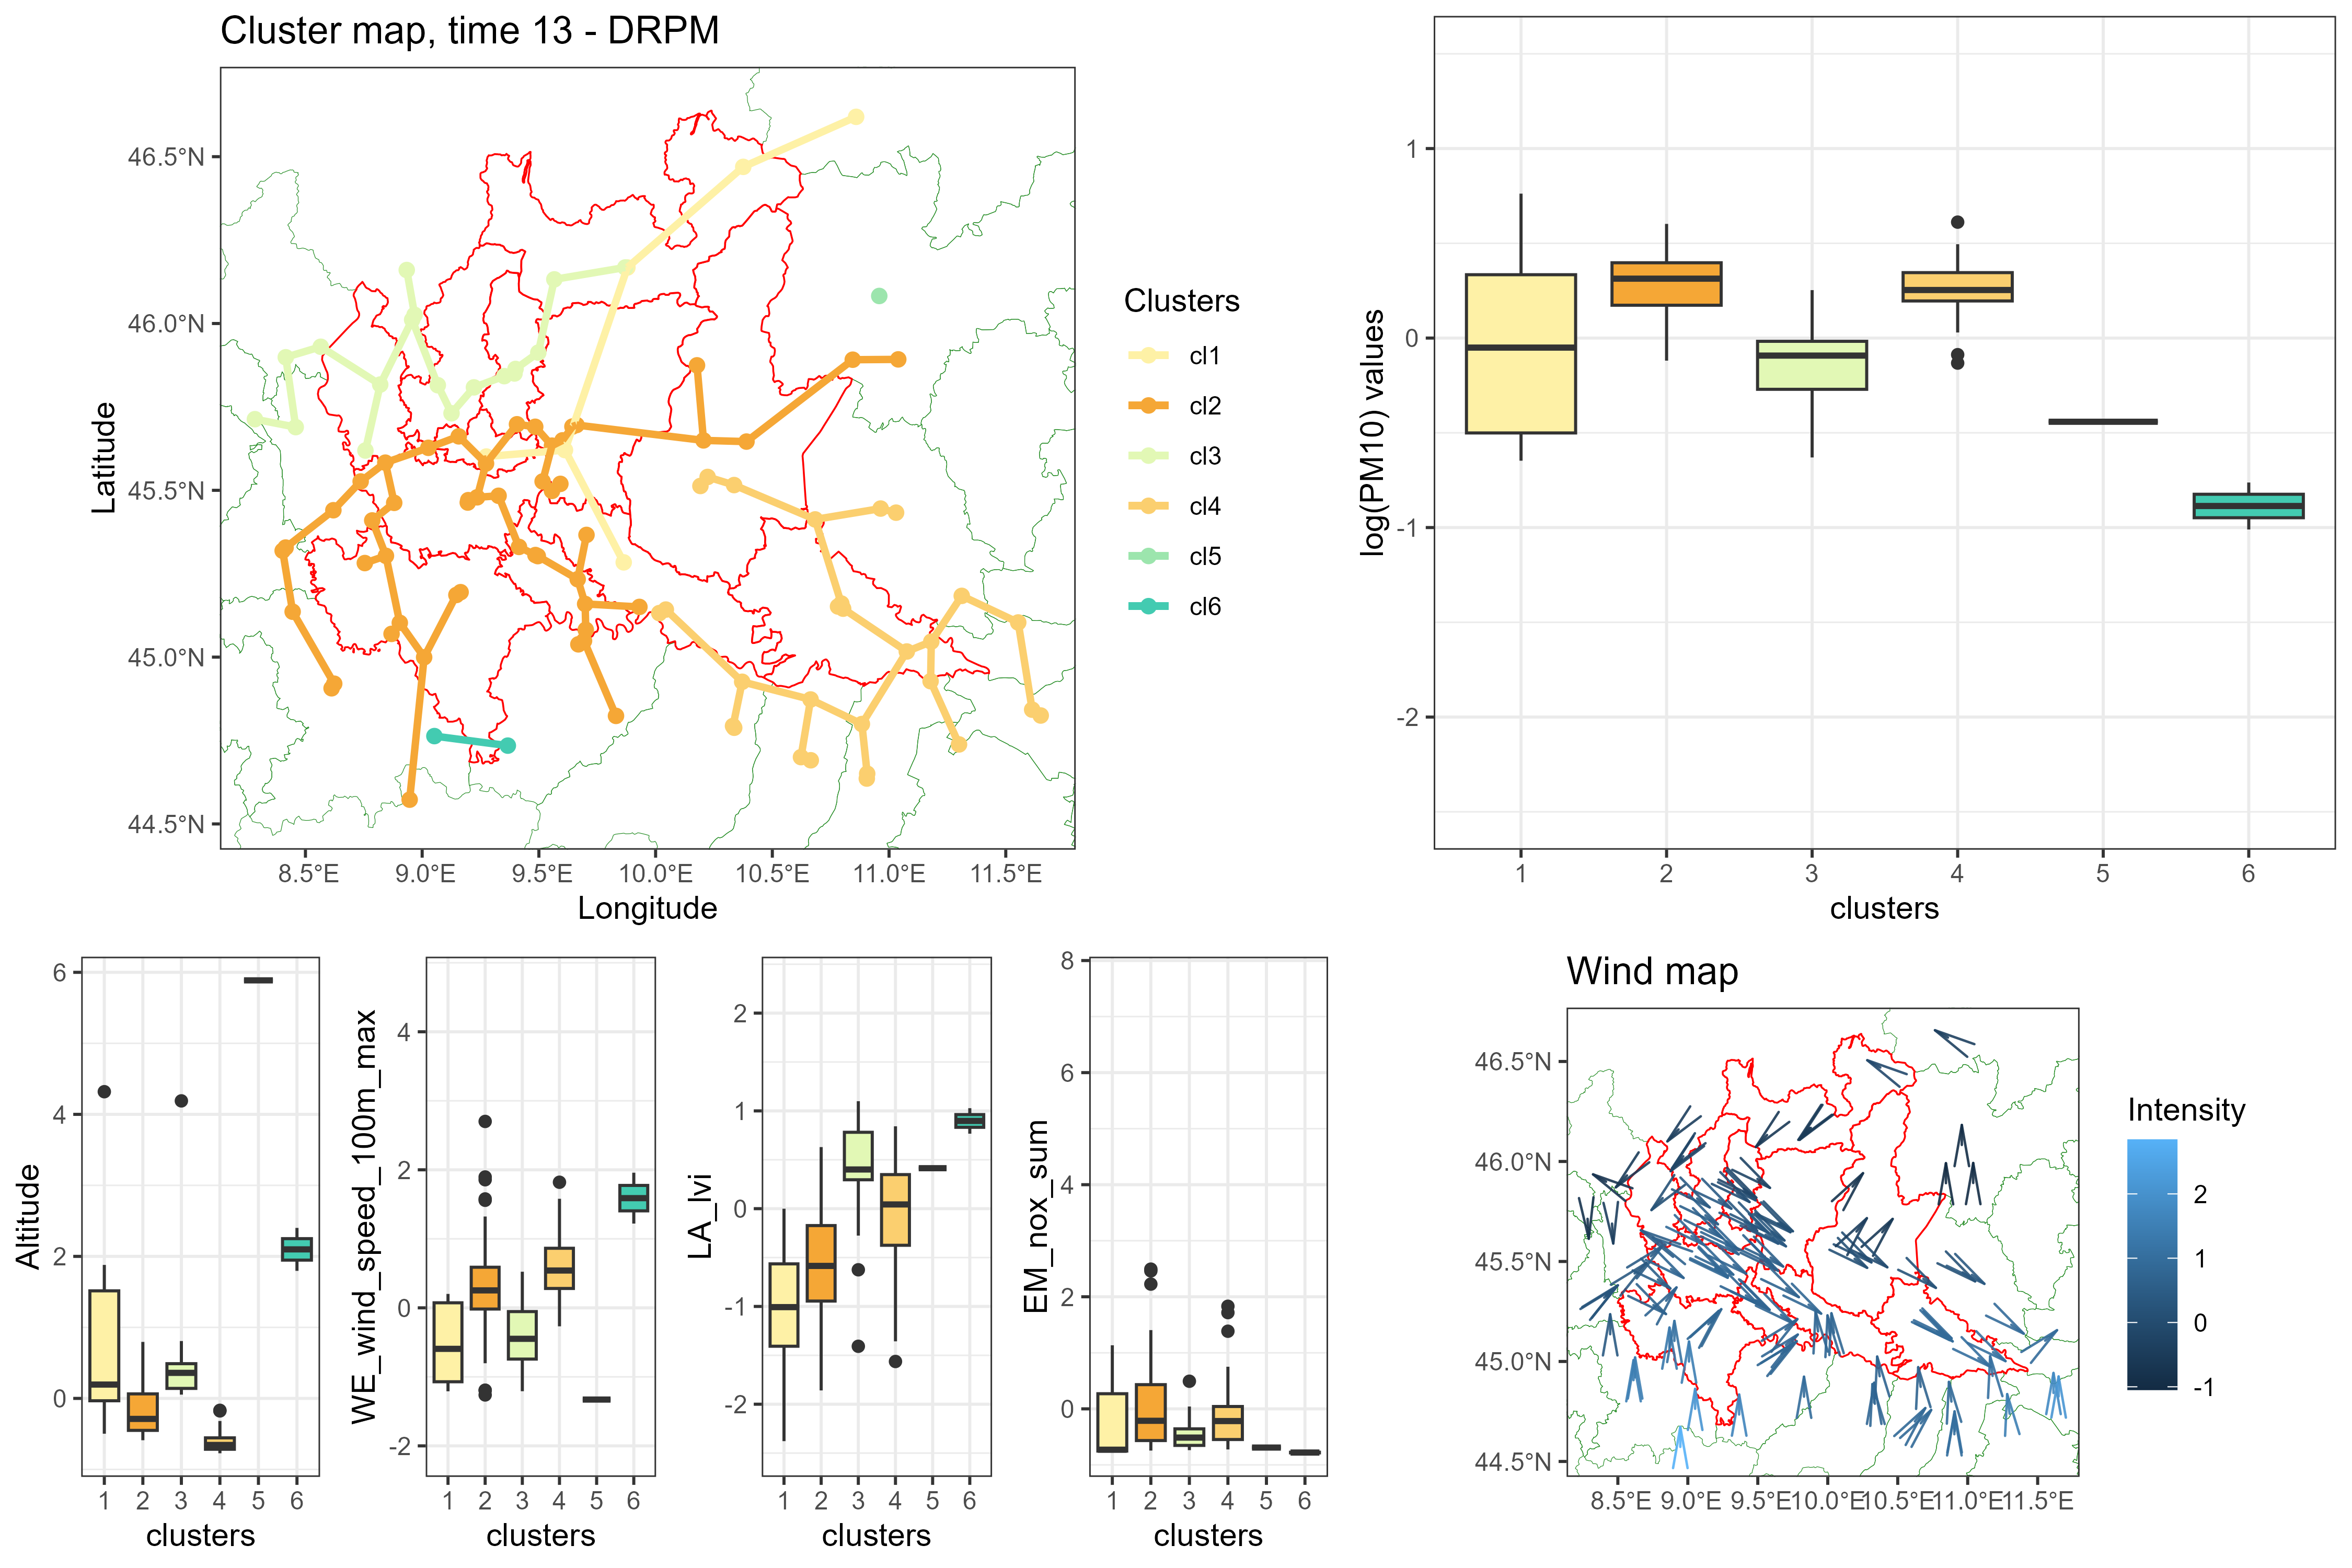 Cluster map, time 13 - DRPM
46.5°N
46.0°N
45.5°N
45.0°N
44.5°N
Latitude
8.5°E 9.0°E 9.5°E 10.0°E 10.5°E 11.0°E 11.5°E
Longitude
Clusters
cl1
cl2
cl3
cl4
cl5
cl6
log(PM10) values
1
0
-1
-2
1 2 3 4 5 6
clusters
Altitude
6
4
2
0
1 2 3 4 5 6
clusters
WE_wind_speed_100m_max
4
2
0
-2
1 2 3 4 5 6
clusters
LA_lvi
2
1
0
-1
-2
1 2 3 4 5 6
clusters
EM_nox_sum
8
6
4
2
0
1 2 3 4 5 6
clusters
Wind map
46.5°N
46.0°N
45.5°N
45.0°N
44.5°N
8.5°E 9.0°E 9.5°E 10.0°E 10.5°E 11.0°E 11.5°E
Intensity
2
1
0
-1